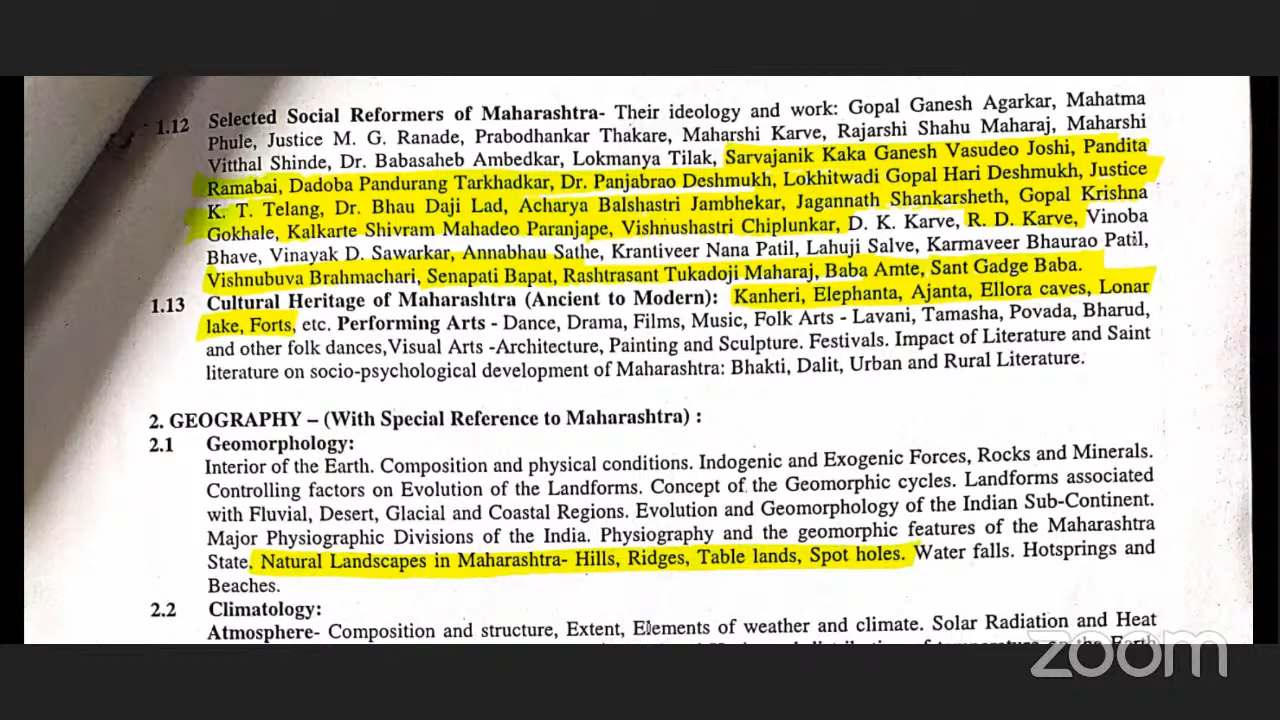 1.12 Selected Social Reformers of Maharashtra- Their ideology and work: Gopal Ganesh Agarkar, Mahatma
Phule, Justice M. G. Ranade, Prabodhankar Thakare, Maharshi Karve, Rajarshi Shahu Maharaj, Maharshi
Vitthal Shinde, Dr. Babasaheb Ambedkar, Lokmanya Tilak, Sarvajanik Kaka Ganesh Vasudeo Joshi, Pandita
Ramabai, Dadoba Pandurang Tarkhadkar, Dr. Panjabrao Deshmukh, Lokhitwadi Gopal Hari Deshmukh, Justice
K. T. Telang, Dr. Bhau Daji Lad, Acharya Balshastri Jambhekar, Jagannath Shankarsheth, Gopal Krishna
Gokhale, Kalkarte Shivram Mahadeo Paranjape, Vishnushastri Chiplunkar, D. K. Karve, R. D. Karve, Vinoba
Bhave, Vinayak D. Sawarkar, Annabhau Sathe, Krantiveer Nana Patil, Lahuji Salve, Karmaveer Bhaurao Patil,
Vishnubuva Brahmachari, Senapati Bapat, Rashtrasant Tukadoji Maharaj, Baba Amte, Sant Gadge Baba.
1.13 Cultural Heritage of Maharashtra (Ancient to Modern): Kanheri, Elephanta, Ajanta, Ellora caves, Lonar
lake, Forts, etc. Performing Arts - Dance, Drama, Films, Music, Folk Arts - Lavani, Tamasha, Povada, Bharud,
and other folk dances,Visual Arts -Architecture, Painting and Sculpture. Festivals. Impact of Literature and Saint
literature on socio-psychological development of Maharashtra: Bhakti, Dalit, Urban and Rural Literature.
2. GEOGRAPHY – (With Special Reference to Maharashtra) :
2.1 Geomorphology:
Interior of the Earth. Composition and physical conditions. Indogenic and Exogenic Forces, Rocks and Minerals.
Controlling factors on Evolution of the Landforms. Concept of the Geomorphic cycles. Landforms associated
with Fluvial, Desert, Glacial and Coastal Regions. Evolution and Geomorphology of the Indian Sub-Continent.
Major Physiographic Divisions of the India. Physiography and the geomorphic features of the Maharashtra
State. Natural Landscapes in Maharashtra- Hills, Ridges, Table lands, Spot holes. Water falls. Hotsprings and
Beaches.
2.2 Climatology:
Atmosphere- Composition and structure, Extent, Elements of weather and climate. Solar Radiation and Heat
of temperature on the Earth
zoom